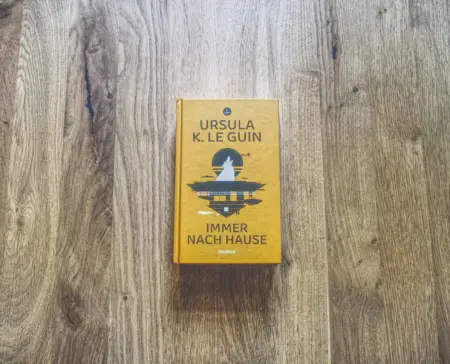 URSULA
K. LE GUIN
IMMER
NACH HAUSE